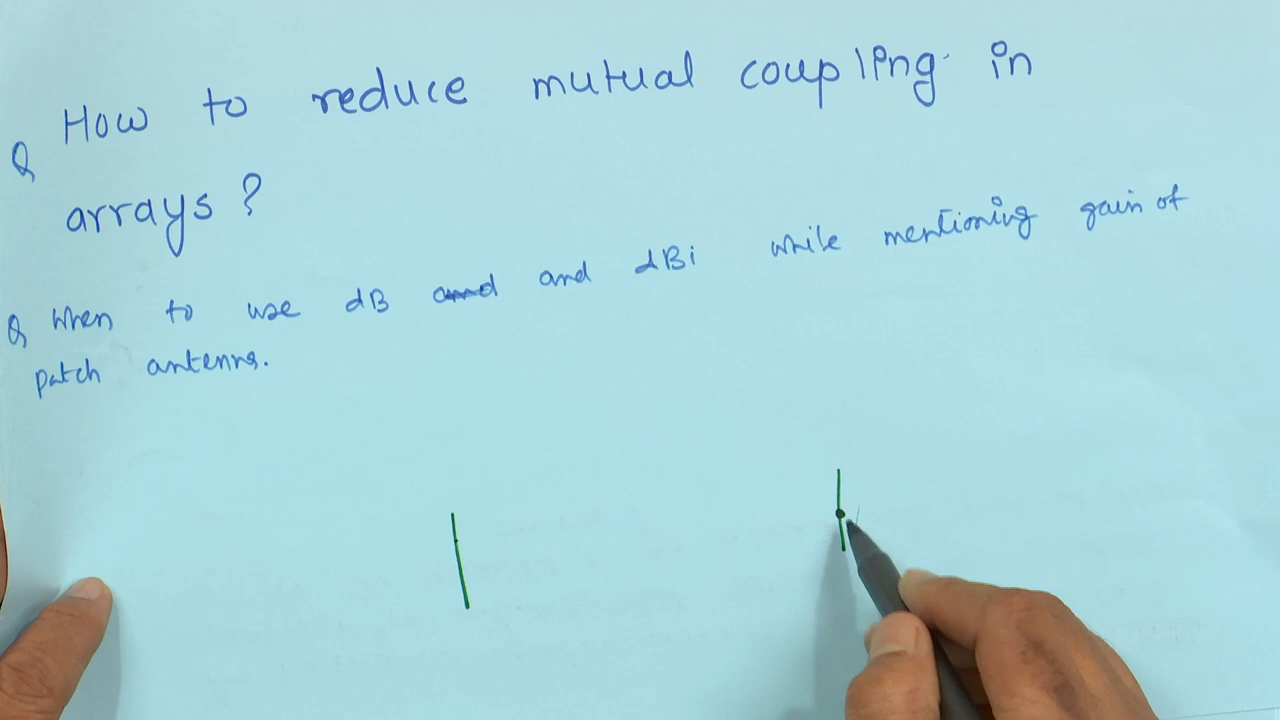 Q How to reduce mutual coupling in
arrays?
Q When to use dB and and dBi while mentioning gain of
patch antenna.